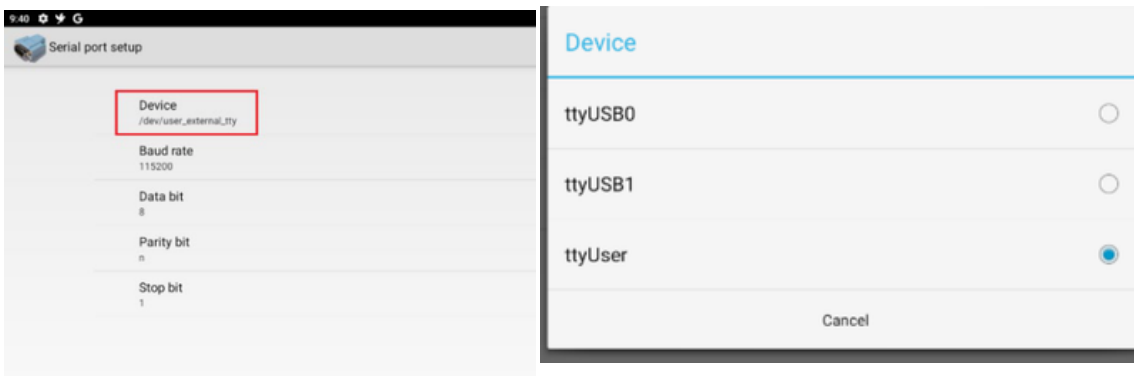 9:40
Serial port setup
Device
/dev/user_external_tty
Baud rate
115200
Data bit
8
Parity bit
n
Stop bit
1
Device
ttyUSB0
ttyUSB1
ttyUser
Cancel